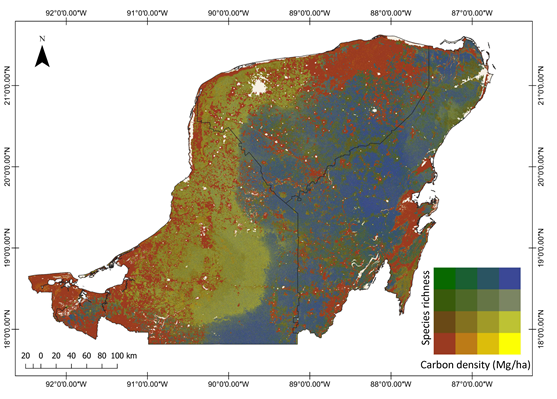 92°0'0.00"W 91°0'0.00"W 90°0'0.00"W 89°0'0.00"W 88°0'0.00"W 87°0'0.00"W
N
21°0'0.00"N 21°0'0.00"N
20°0'0.00"N 20°0'0.00"N
19°0'0.00"N 19°0'0.00"N
18°0'0.00"N 18°0'0.00"N
Species richness
Carbon density (Mg/ha)
20 0 20 40 60 80 100 km
92°0'0.00"W 91°0'0.00"W 90°0'0.00"W 89°0'0.00"W 88°0'0.00"W 87°0'0.00"W